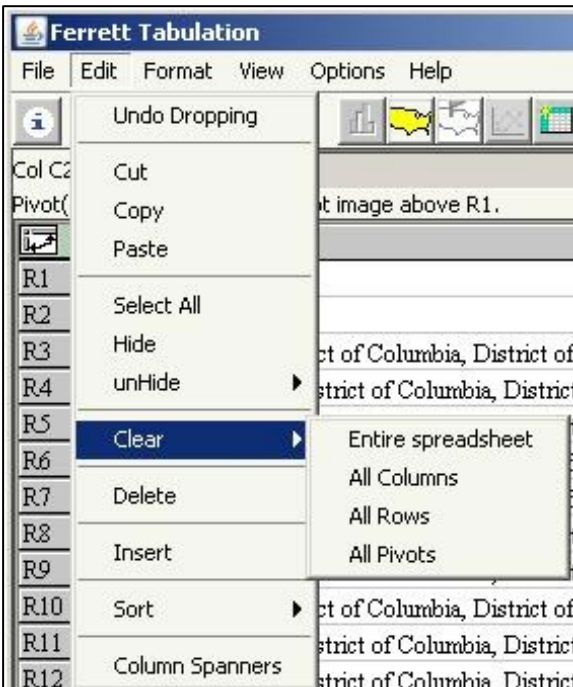 Ferrett Tabulation
File Edit Format View Options Help
Undo Dropping
Col C2
Cut
Pivot(
Copy
t image above R1.
Paste
R1
Select All
R2
Hide
R3
ct of Columbia, District of
unHide
R4
strict of Columbia, District
R5
Clear
Entire spreadsheet
R6
All Columns
R7
Delete
All Rows
R8
Insert
All Pivots
R9
R10
Sort
ct of Columbia, District of
R11
strict of Columbia, District
Column Spanners
R12
strict of Columbia, District